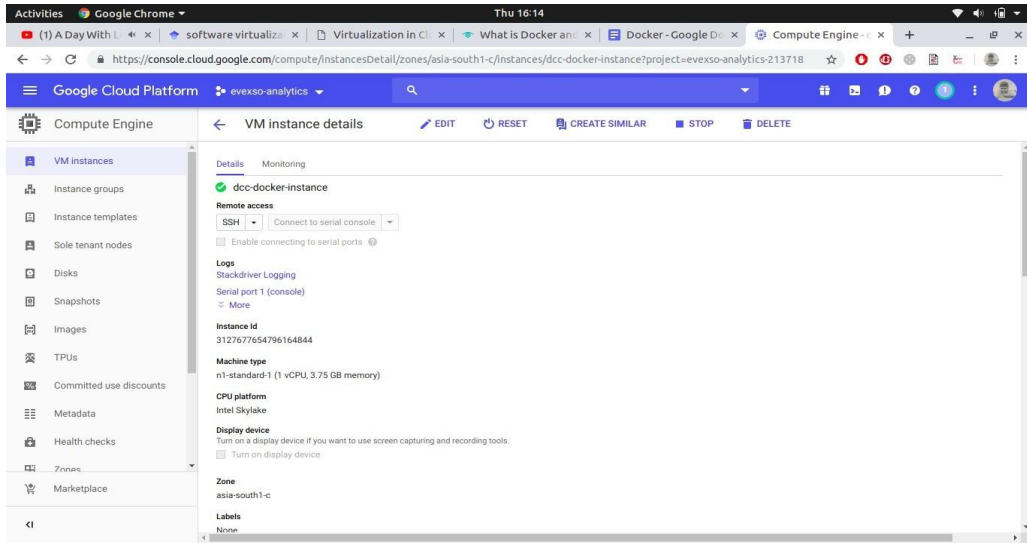 Activities Google Chrome Thu 16:14
(1) A Day With L software virtualiza Virtualization in Cl What is Docker and Docker - Google Do Compute Engine - e
https://console.cloud.google.com/compute/instancesDetail/zones/asia-south1-c/instances/dcc-docker-instance?project=evexso-analytics-213718
Google Cloud Platform evexso-analytics 1
Compute Engine
VM instance details EDIT RESET CREATE SIMILAR STOP DELETE
VM instances
Instance groups
Instance templates
Sole tenant nodes
Disks
Snapshots
Images
TPUs
Committed use discounts
Metadata
Health checks
Zones
Marketplace
Details Monitoring
dcc-docker-instance
Remote access
SSH Connect to serial console
Enable connecting to serial ports
Logs
Stackdriver Logging
Serial port 1 (console)
More
Instance Id
3127677654796164844
Machine type
n1-standard-1 (1 vCPU, 3.75 GB memory)
CPU platform
Intel Skylake
Display device
Turn on a display device if you want to use screen capturing and recording tools.
Turn on display device
Zone
asia-south1-c
Labels
None